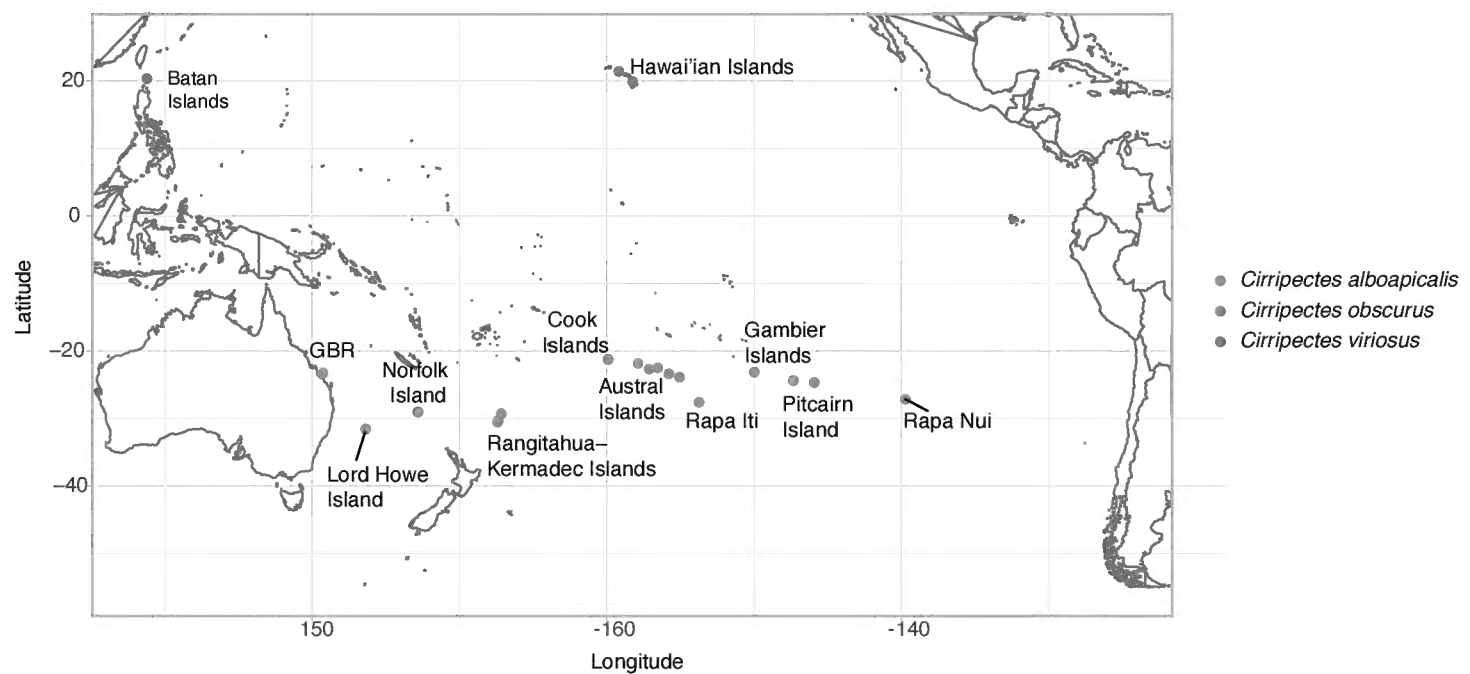 Batan
Islands
Hawai'ian Islands
20
0
−20
−40
Latitude
GBR
Norfolk
Island
Lord Howe
Island
Rangitahua–
Kermadec Islands
Cook
Islands
Austral
Islands
Rapa Iti
Gambier
Islands
Pitcairn
Island
Rapa Nui
150
-160
-140
Longitude
Cirripectes alboapicalis
Cirripectes obscurus
Cirripectes viriosus